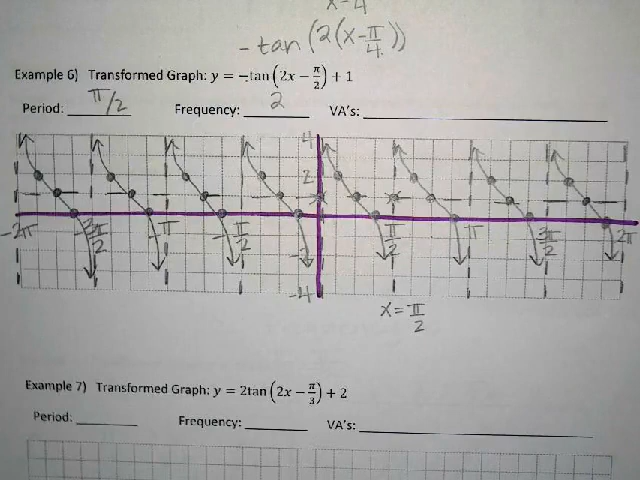 x-4
-tan(2(x-π/4))
Example 6) Transformed Graph: y = -tan(2x - π/2) + 1
Period: π/2 Frequency: 2 VA's:
4
2
-2π -3π/2 -π -π/2 π/2 π 3π/2 2π
-4
x = π/2
Example 7) Transformed Graph: y = 2tan(2x - π/3) + 2
Period: Frequency: VA's: